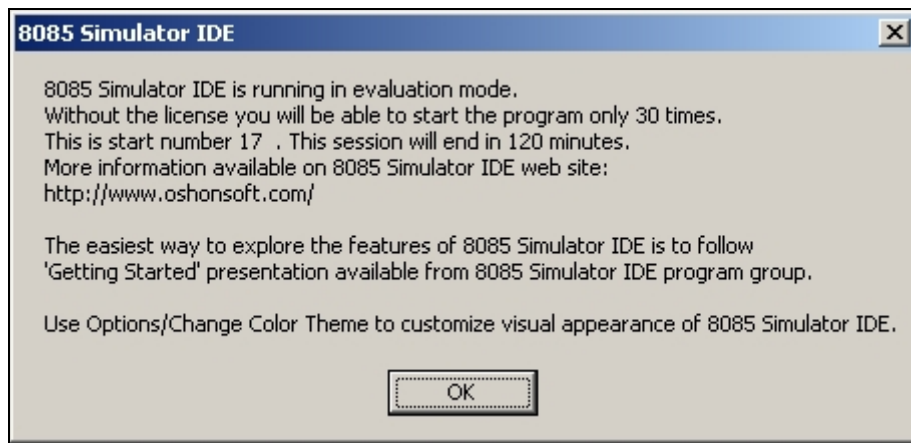 8085 Simulator IDE
8085 Simulator IDE is running in evaluation mode.
Without the license you will be able to start the program only 30 times.
This is start number 17 . This session will end in 120 minutes.
More information available on 8085 Simulator IDE web site:
http://www.oshonsoft.com/
The easiest way to explore the features of 8085 Simulator IDE is to follow
'Getting Started' presentation available from 8085 Simulator IDE program group.
Use Options/Change Color Theme to customize visual appearance of 8085 Simulator IDE.
OK